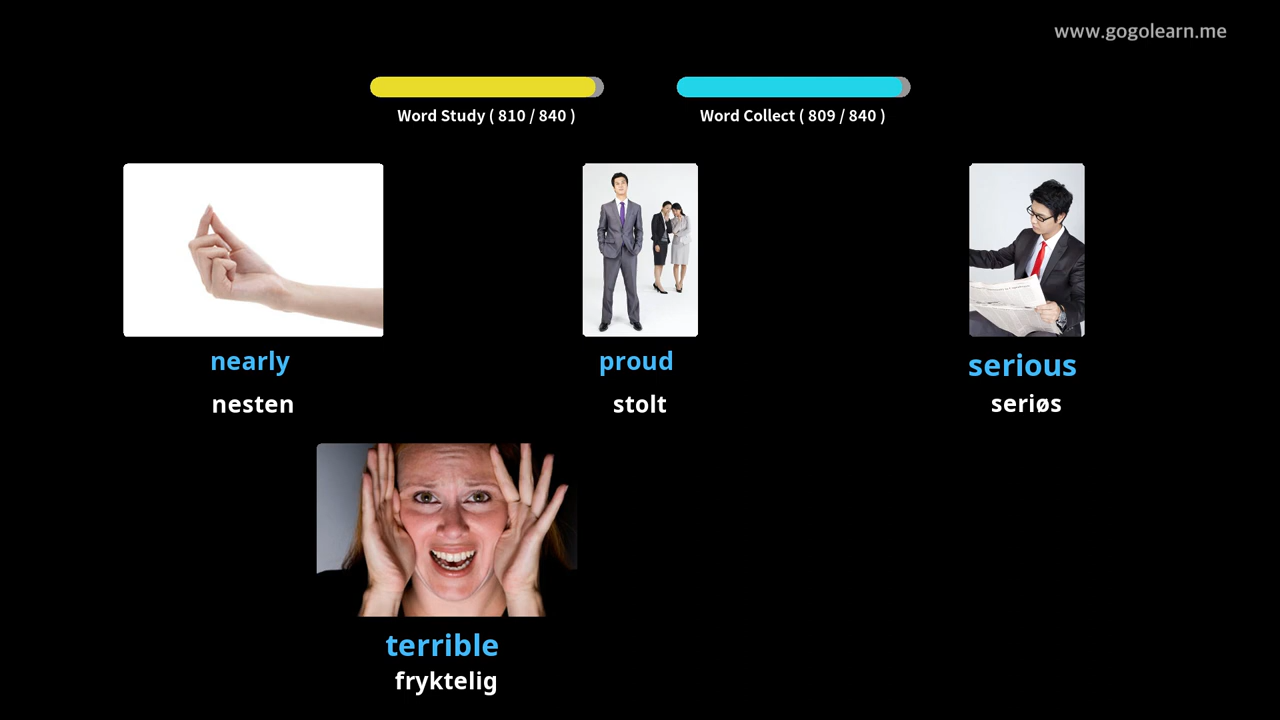 www.gogolearn.me
Word Study ( 810 / 840 )
Word Collect ( 809 / 840 )
nearly
nesten
proud
stolt
serious
seriøs
terrible
fryktelig